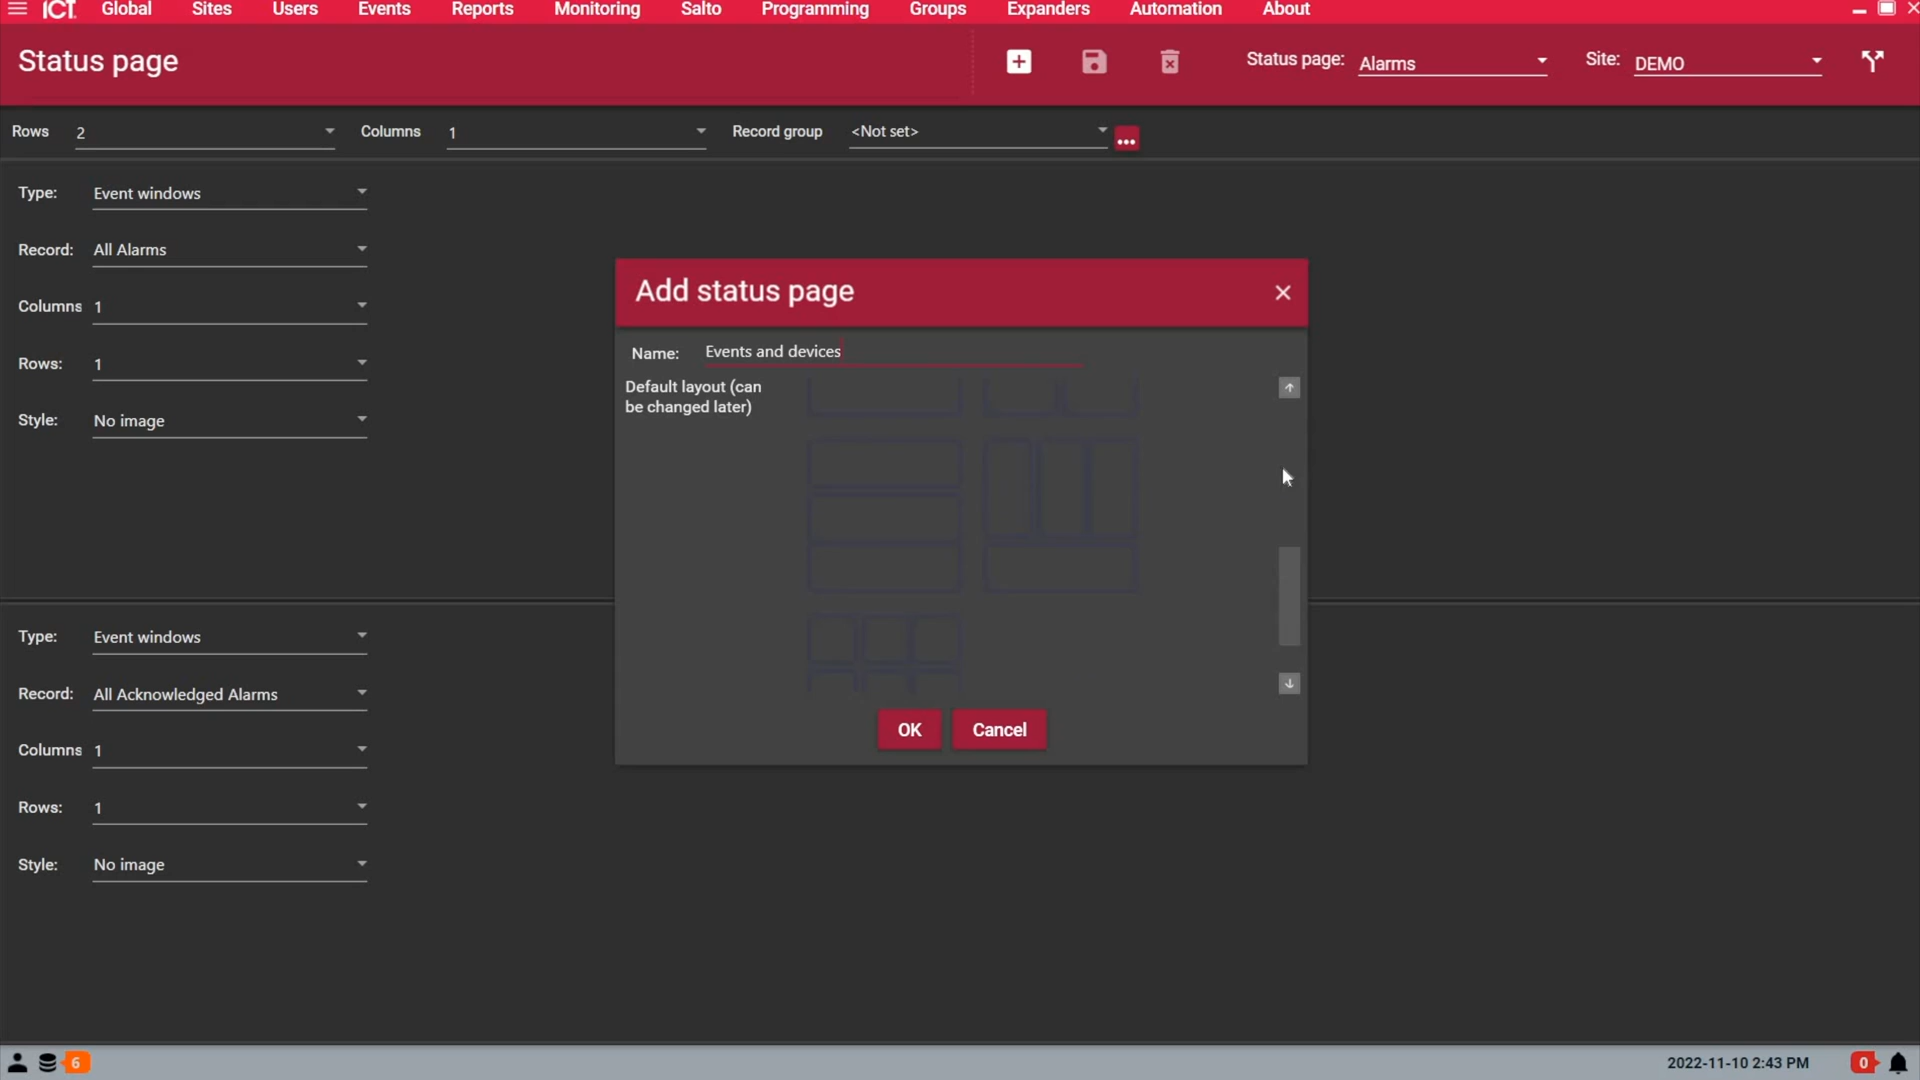 ICT Global Sites Users Events Reports Monitoring Salto Programming Groups Expanders Automation About
Status page
Status page: Alarms
Site: DEMO
Rows 2 Columns 1 Record group <Not set>
Type: Event windows
Record: All Alarms
Columns 1
Rows: 1
Style: No image
Add status page
Name: Events and devices
Default layout (can
be changed later)
OK Cancel
Type: Event windows
Record: All Acknowledged Alarms
Columns 1
Rows: 1
Style: No image
6
2022-11-10 2:43 PM
0